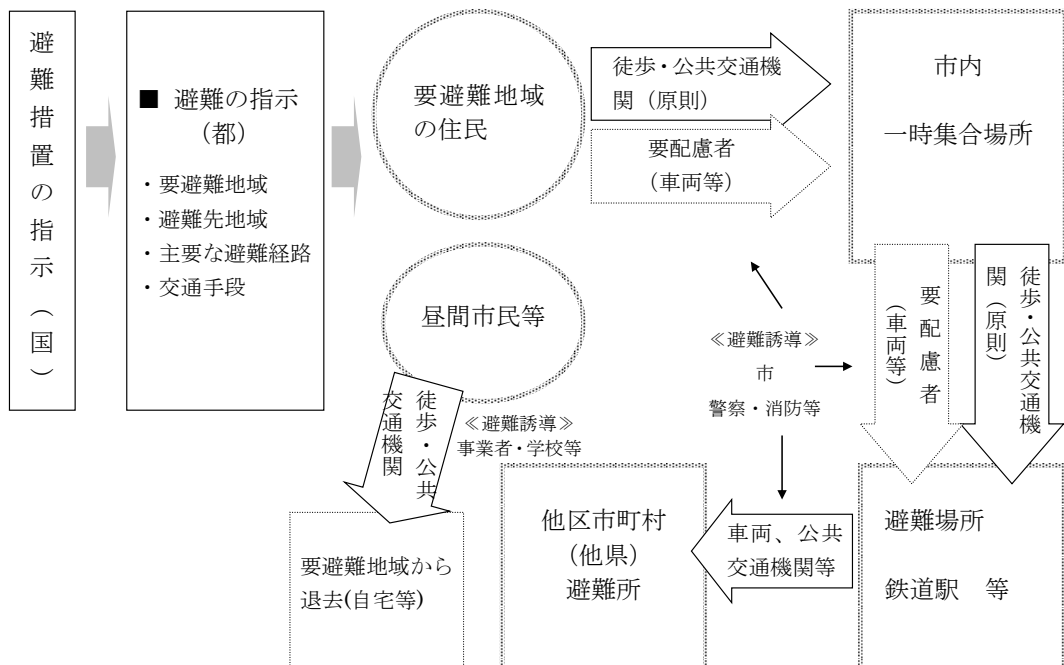 避難措置の指示（国）
■ 避難の指示
（都）
・要避難地域
・避難先地域
・主要な避難経路
・交通手段
要避難地域
の住民
徒歩・公共交通機
関（原則）
要配慮者
（車両等）
市内
一時集合場所
昼間市民等
徒歩・公共
交通機関
≪避難誘導≫
事業者・学校等
要避難地域から
退去(自宅等)
≪避難誘導≫
市
警察・消防等
要配慮者
（車両等）
徒歩・公共交通機
関（原則）
避難場所
鉄道駅　等
車両、公共
交通機関等
他区市町村
（他県）
避難所